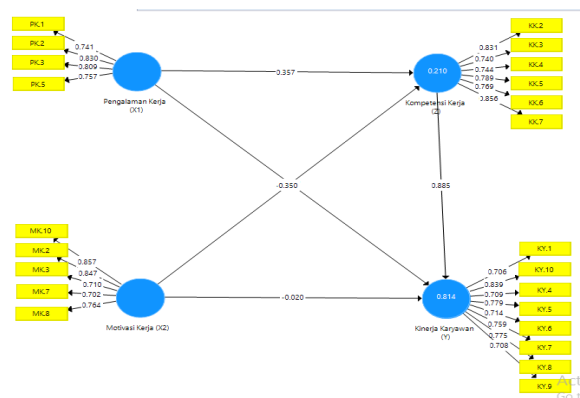 PK.1
PK.2
PK.3
PK.5
0.741
0.830
0.809
0.757
Pengalaman Kerja
(X1)
0.357
0.210
Kompetensi Kerja
(Z)
0.831
0.740
0.744
0.789
0.769
0.856
KK.2
KK.3
KK.4
KK.5
KK.6
KK.7
-0.350
0.885
MK.10
MK.2
MK.3
MK.7
MK.8
0.857
0.847
0.710
0.702
0.764
Motivasi Kerja (X2)
-0.020
0.814
Kinerja Karyawan
(Y)
0.706
0.839
0.709
0.779
0.714
0.759
0.775
0.708
KY.1
KY.10
KY.4
KY.5
KY.6
KY.7
KY.8
KY.9
Act